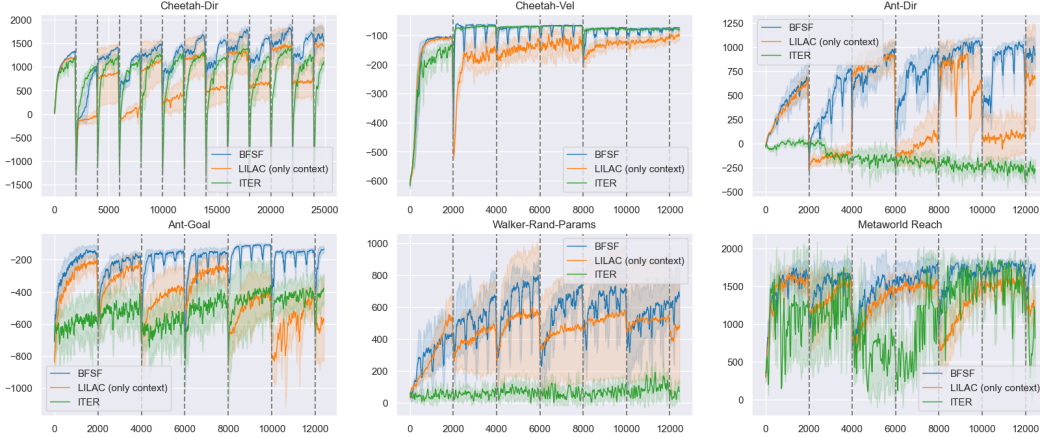 Cheetah-Dir
2000
1500
1000
500
0
500
1000
1500
0 5000 10000 15000 20000 25000
BFSF
LILAC (only context)
ITER
Cheetah-Vel
−100
−200
−300
−400
−500
−600
0 2000 4000 6000 8000 10000 12000
BFSF
LILAC (only context)
ITER
Ant-Dir
1250
1000
750
500
250
0
−250
−500
0 2000 4000 6000 8000 10000 12000
BFSF
LILAC (only context)
ITER
Ant-Goal
−200
−400
−600
−800
−1000
0 2000 4000 6000 8000 10000 12000
BFSF
LILAC (only context)
ITER
Walker-Rand-Params
1000
800
600
400
200
0
0 2000 4000 6000 8000 10000 12000
BFSF
LILAC (only context)
ITER
Metaworld Reach
2000
1500
1000
500
0
0 2000 4000 6000 8000 10000 12000
BFSF
LILAC (only context)
ITER